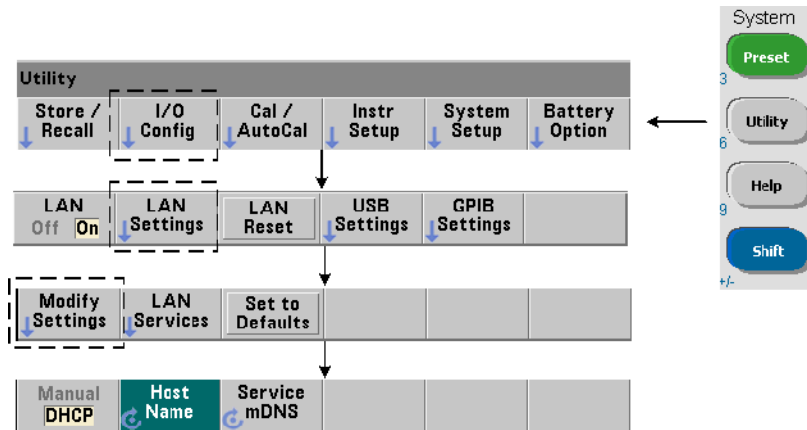 System
Preset
3
Utility
6
Help
9
Shift
+/-
Utility
Store / Recall
I/O Config
Cal / AutoCal
Instr Setup
System Setup
Battery Option
LAN Off On
LAN Settings
LAN Reset
USB Settings
GPIB Settings
Modify Settings
LAN Services
Set to Defaults
Manual DHCP
Host Name
Service mDNS